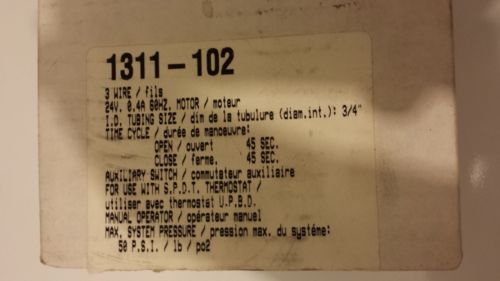 1311-102
3 WIRE / fils
24V. 0.4A 60HZ. MOTOR / moteur
I.D. TUBING SIZE / dim de la tubulure (diam.int.): 3/4"
TIME CYCLE / durée de manoeuvre:
OPEN / ouvert 45 SEC.
CLOSE / ferme. 45 SEC.
AUXILIARY SWITCH / commutateur auxiliaire
FOR USE WITH S.P.D.T. THERMOSTAT /
utiliser avec thermostat U.P.B.D.
MANUAL OPERATOR / opérateur manuel
MAX. SYSTEM PRESSURE / pression max. du système:
50 P.S.I. / lb / po2